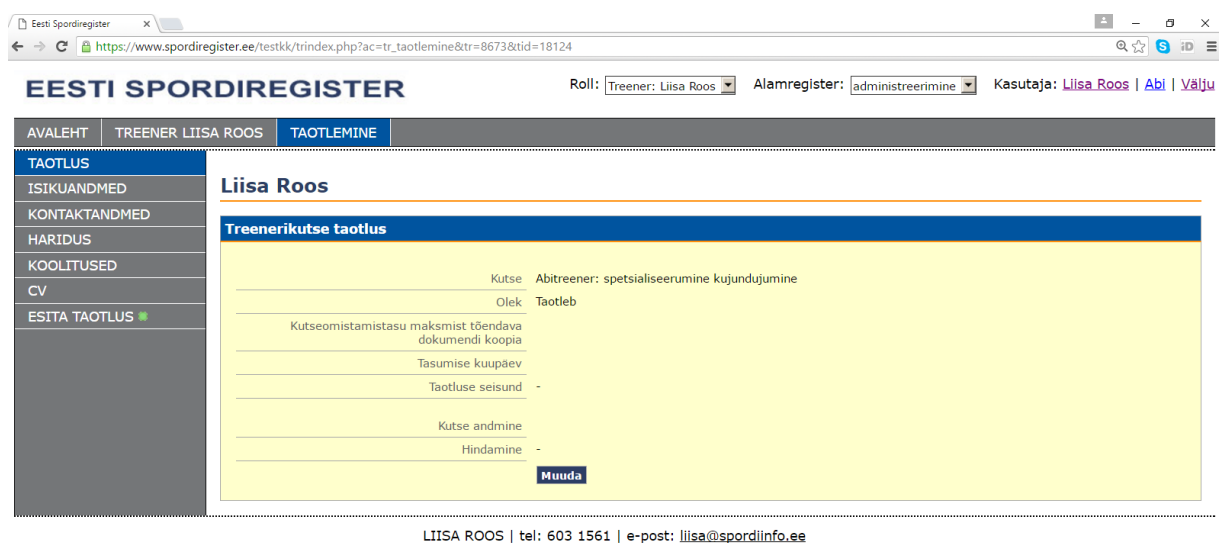 Eesti Spordiregister
https://www.spordiregister.ee/testkk/trindex.php?ac=tr_taotlemine&tr=8673&tid=18124
EESTI SPORDIREGISTER
Roll: Treener: Liisa Roos Alamregister: administreerimine Kasutaja: Liisa Roos | Abi | Välju
AVALEHT TREENER LIISA ROOS TAOTLEMINE
TAOTLUS
ISIKUANDMED
KONTAKTANDMED
HARIDUS
KOOLITUSED
CV
ESITA TAOTLUS
Liisa Roos
Treenerikutse taotlus
Kutse Abitreener: spetsialiseerumine kujundujumine
Olek Taotleb
Kutseomistamistasu maksmist tõendava
dokumendi koopia
Tasumise kuupäev
Taotluse seisund -
Kutse andmine
Hindamine -
Muuda
LIISA ROOS | tel: 603 1561 | e-post: liisa@spordiinfo.ee